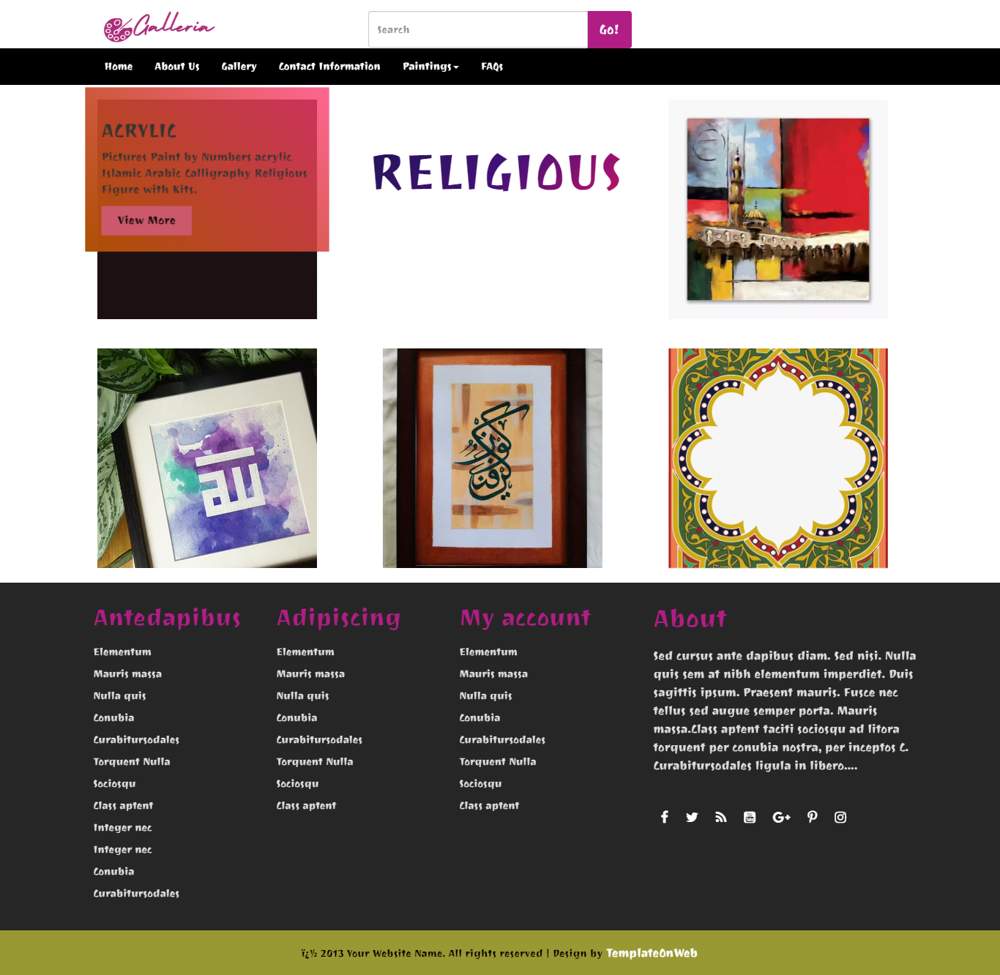 Galleria
Search
Go!
Home
About Us
Gallery
Contact Information
Paintings
FAQs
ACRYLIC
Pictures Paint by Numbers acrylic
Islamic Arabic Calligraphy Religious
Figure with Kits.
View More
RELIGIOUS
الله
Antedapibus
Elementum
Mauris massa
Nulla quis
Conubia
Curabitursodales
Torquent Nulla
Sociosqu
Class aptent
Integer nec
Integer nec
Conubia
Curabitursodales
Adipiscing
Elementum
Mauris massa
Nulla quis
Conubia
Curabitursodales
Torquent Nulla
Sociosqu
Class aptent
My account
Elementum
Mauris massa
Nulla quis
Conubia
Curabitursodales
Torquent Nulla
Sociosqu
Class aptent
About
Sed cursus ante dapibus diam. Sed nisi. Nulla
quis sem at nibh elementum imperdiet. Duis
sagittis ipsum. Praesent mauris. Fusce nec
tellus sed augue semper porta. Mauris
massa.Class aptent taciti sociosqu ad litora
torquent per conubia nostra, per inceptos C.
Curabitursodales ligula in libero....
ï¿½ 2013 Your Website Name. All rights reserved | Design by TemplateOnWeb